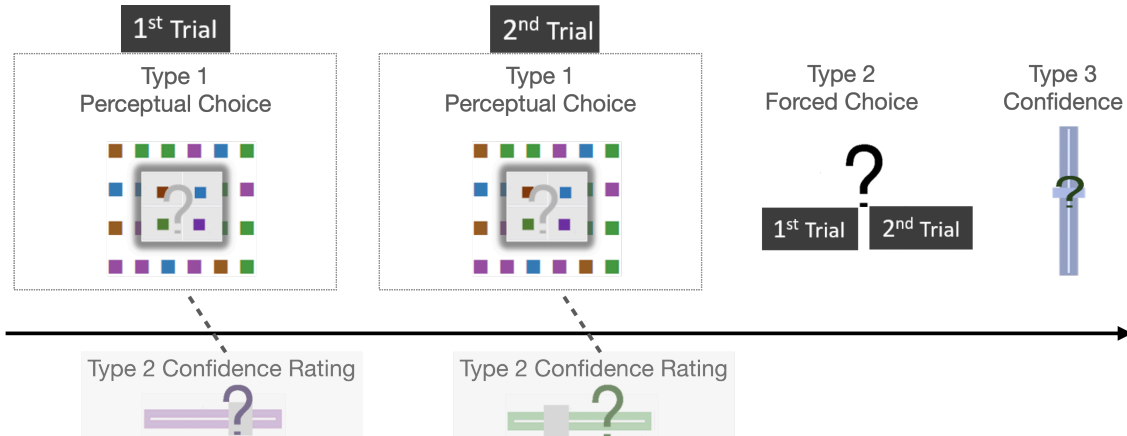 1st Trial
2nd Trial
Type 1
Perceptual Choice
?
Type 1
Perceptual Choice
?
Type 2
Forced Choice
?
1st Trial
2nd Trial
Type 3
Confidence
?
Type 2 Confidence Rating
?
Type 2 Confidence Rating
?